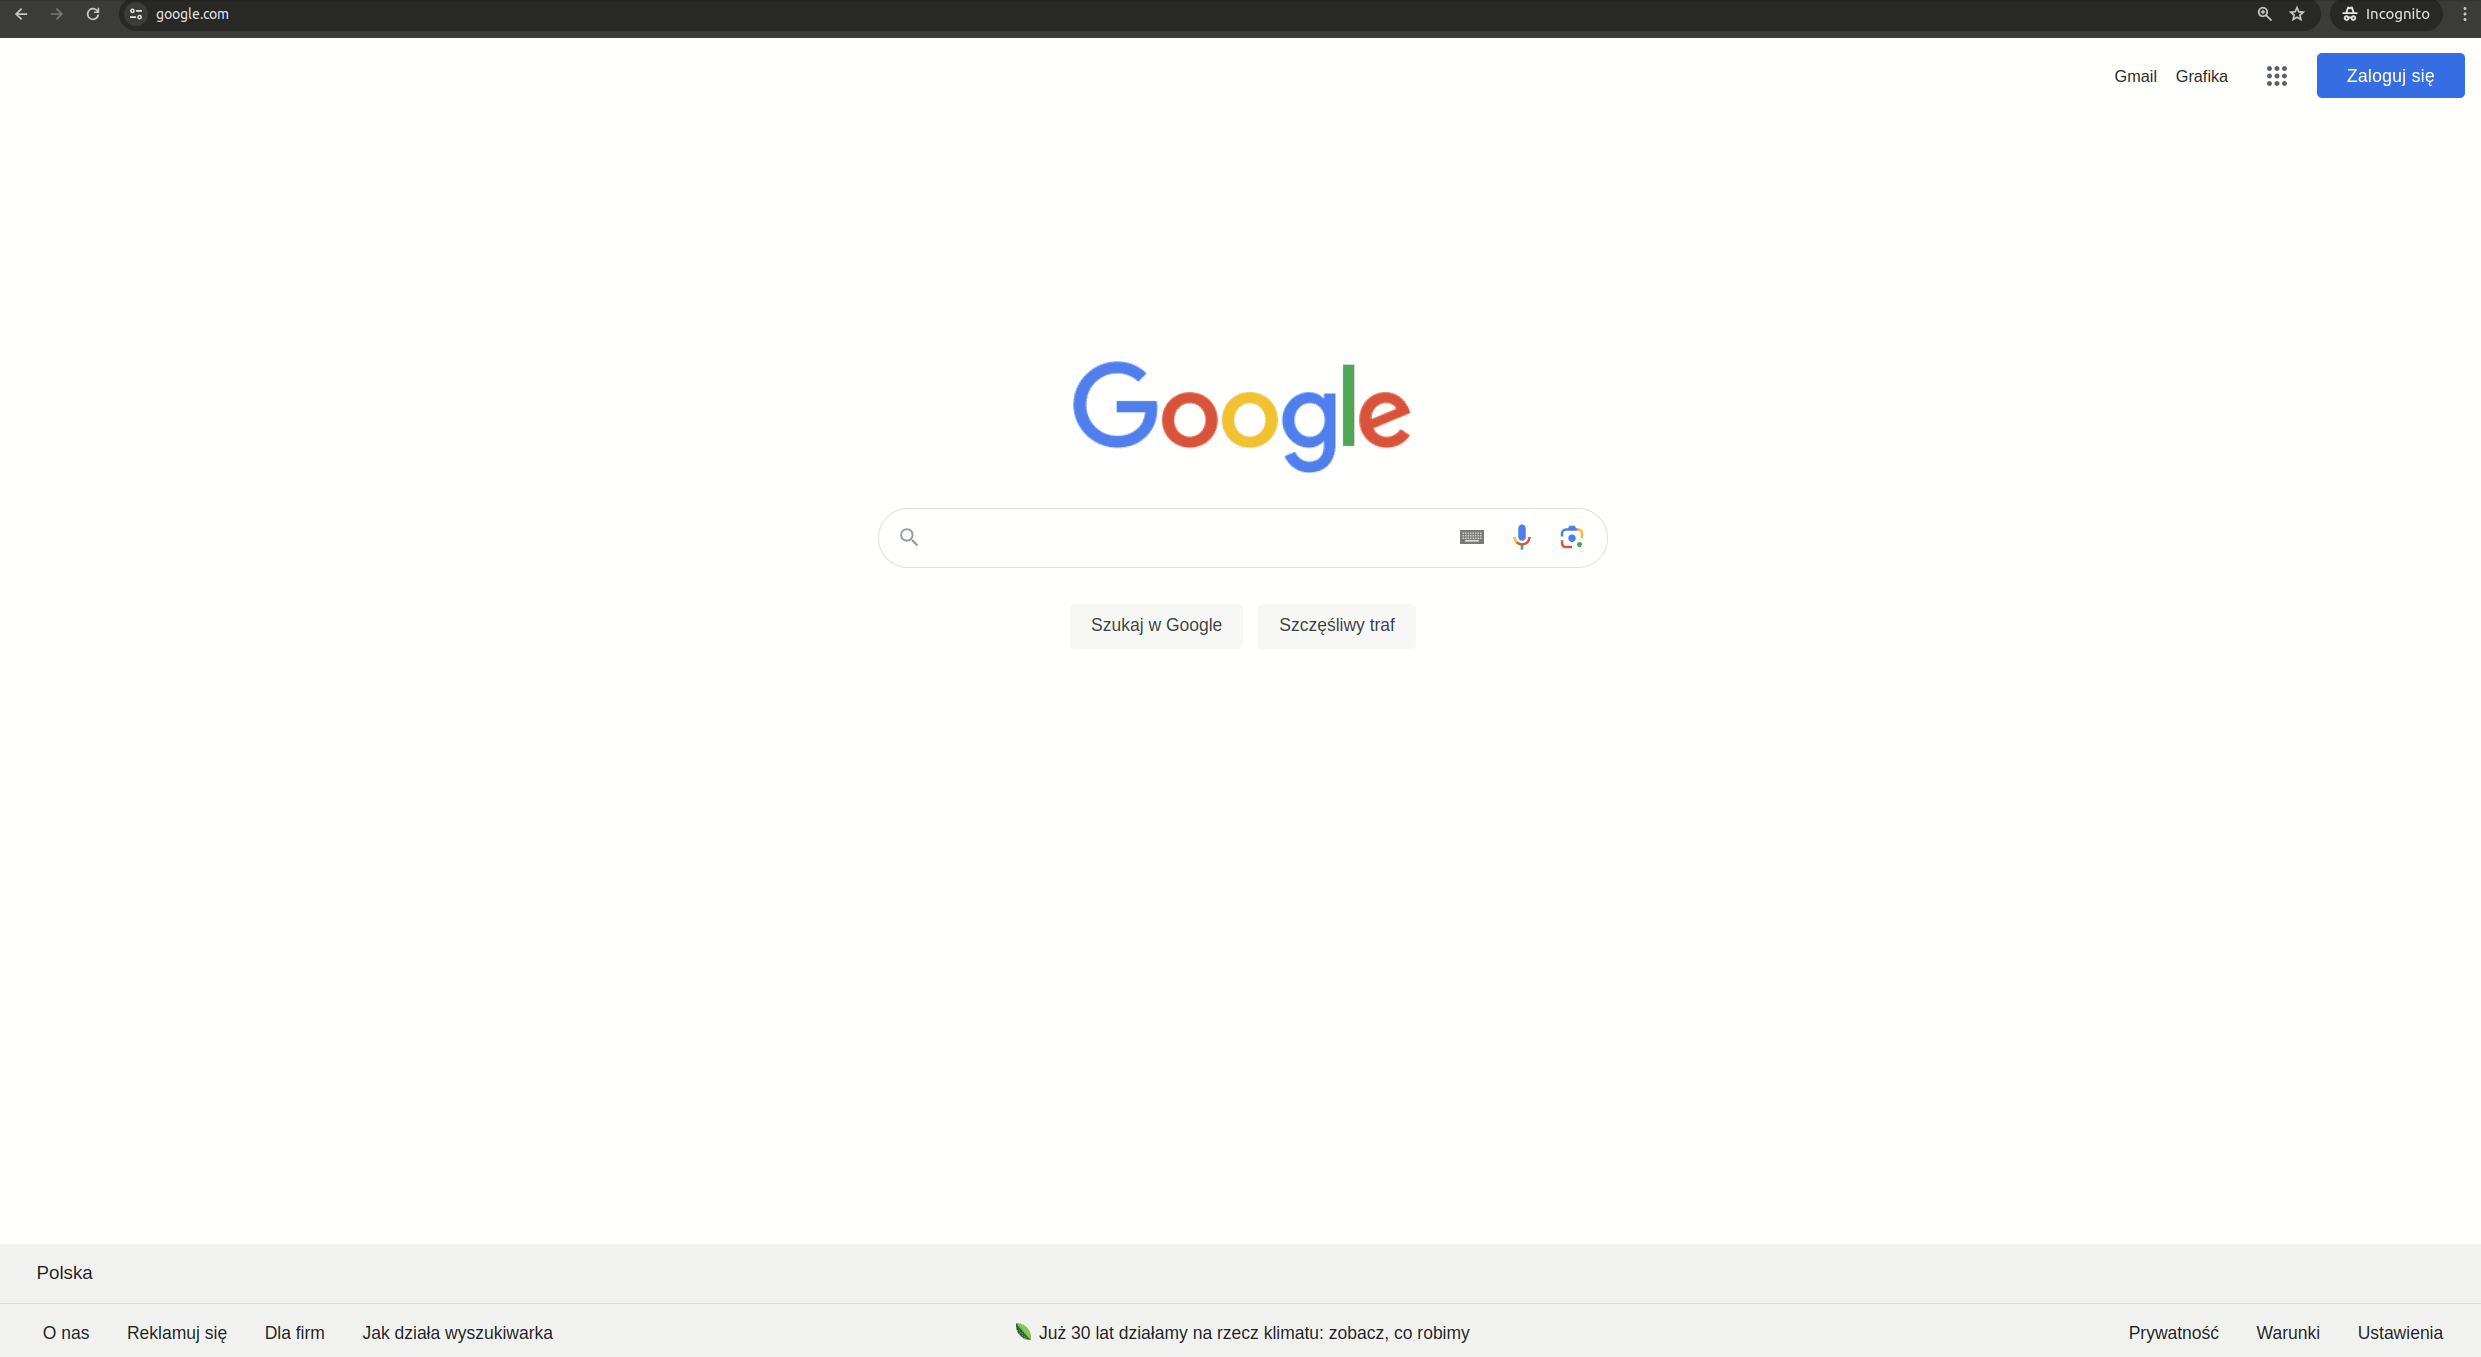 google.com
Incognito
Gmail Grafika Zaloguj się
Google
Szukaj w Google Szczęśliwy traf
Polska
O nas Reklamuj się Dla firm Jak działa wyszukiwarka Już 30 lat działamy na rzecz klimatu: zobacz, co robimy Prywatność Warunki Ustawienia